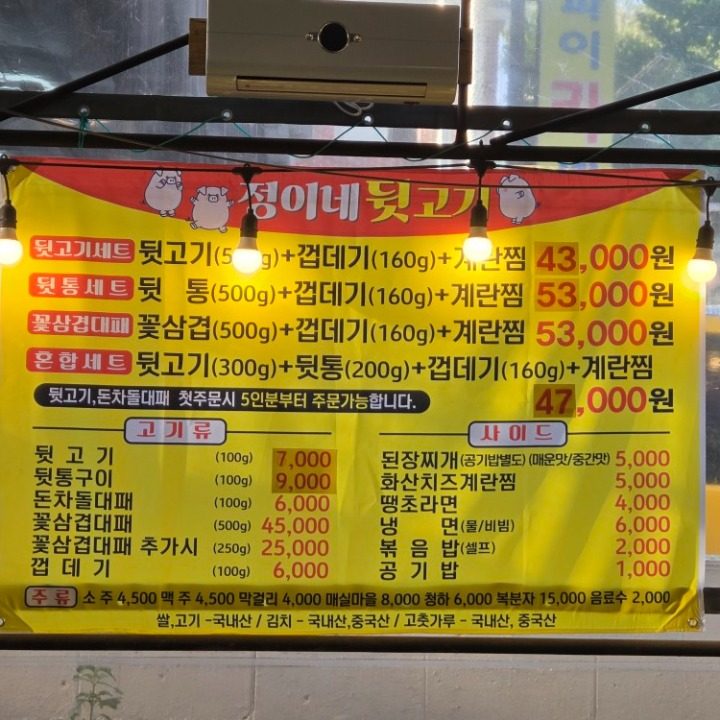 정이네 뒷고기
뒷고기세트 뒷고기( g)+껍데기(160g)+계란찜 43,000원
뒷통세트 뒷 통(500g)+껍데기(160g)+계란찜 53,000원
꽃삼겹대패 꽃삼겹(500g)+껍데기(160g)+계란찜 53,000원
혼합세트 뒷고기(300g)+뒷통(200g)+껍데기(160g)+계란찜
47,000원
뒷고기,돈차돌대패 첫주문시 5인분부터 주문가능합니다.
고기류
뒷 고 기 (100g) 7,000
뒷통구이 (100g) 9,000
돈차돌대패 (100g) 6,000
꽃삼겹대패 (500g) 45,000
꽃삼겹대패 추가시 (250g) 25,000
껍 데 기 (100g) 6,000
사이드
된장찌개(공기밥별도) (매운맛/중간맛) 5,000
화산치즈계란찜 5,000
땡초라면 4,000
냉 면(물/비빔) 6,000
볶음밥(셀프) 2,000
공 기 밥 1,000
주 류 소 주 4,500 맥 주 4,500 막걸리 4,000 매실마을 8,000 청하 6,000 복분자 15,000 음료수 2,000
쌀,고기 -국내산 / 김치 - 국내산,중국산 / 고춧가루 - 국내산, 중국산